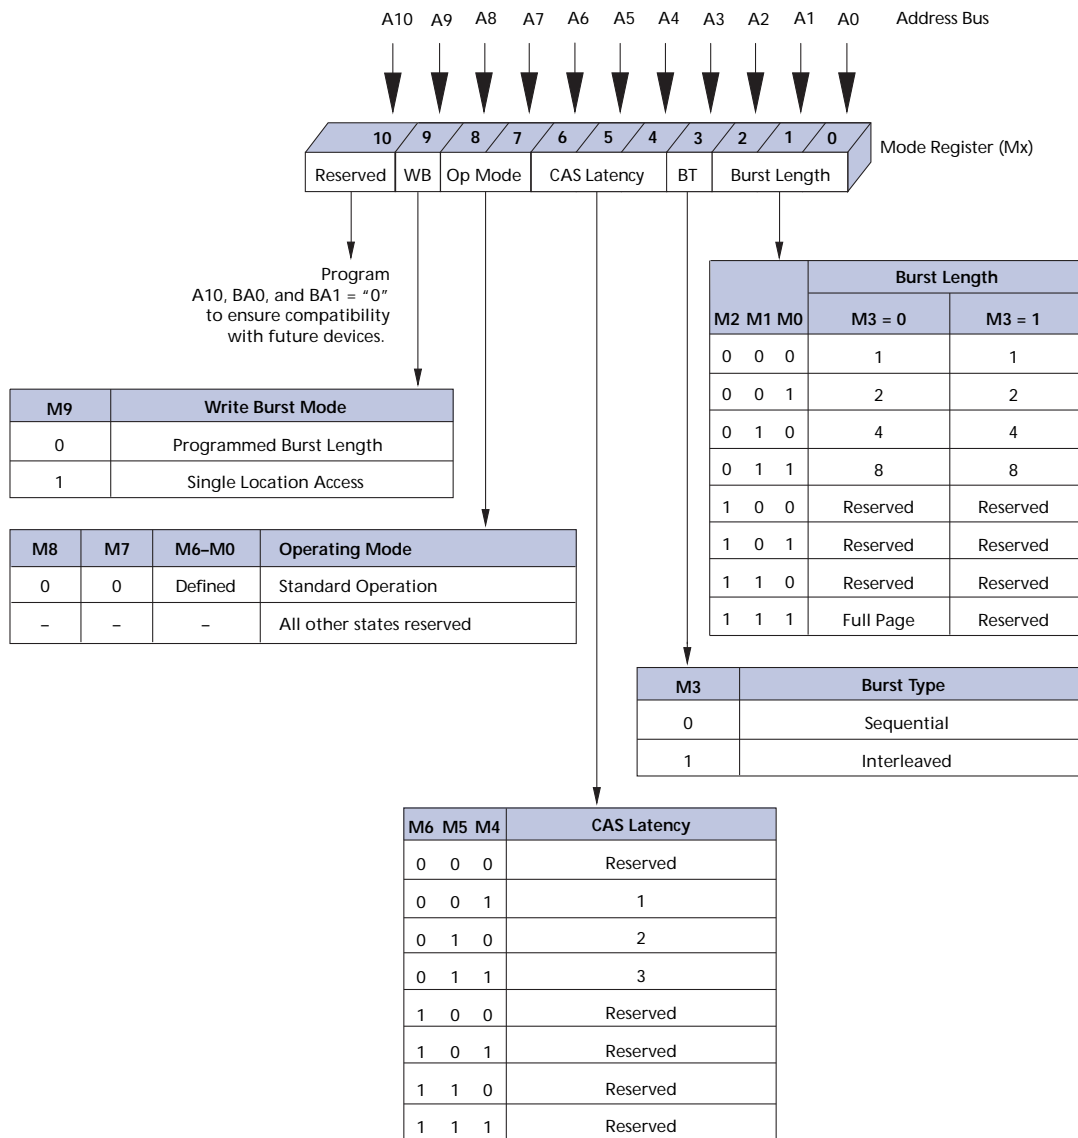 A10 A9 A8 A7 A6 A5 A4 A3 A2 A1 A0 Address Bus
10 9 8 7 6 5 4 3 2 1 0
Mode Register (Mx)
Reserved WB Op Mode CAS Latency BT Burst Length
Program
A10, BA0, and BA1 = “0”
to ensure compatibility
with future devices.
Burst Length
M2 M1 M0 M3 = 0 M3 = 1
0 0 0 1 1
0 0 1 2 2
0 1 0 4 4
0 1 1 8 8
1 0 0 Reserved Reserved
1 0 1 Reserved Reserved
1 1 0 Reserved Reserved
1 1 1 Full Page Reserved
M9 Write Burst Mode
0 Programmed Burst Length
1 Single Location Access
M8 M7 M6–M0 Operating Mode
0 0 Defined Standard Operation
– – – All other states reserved
M3 Burst Type
0 Sequential
1 Interleaved
M6 M5 M4 CAS Latency
0 0 0 Reserved
0 0 1 1
0 1 0 2
0 1 1 3
1 0 0 Reserved
1 0 1 Reserved
1 1 0 Reserved
1 1 1 Reserved